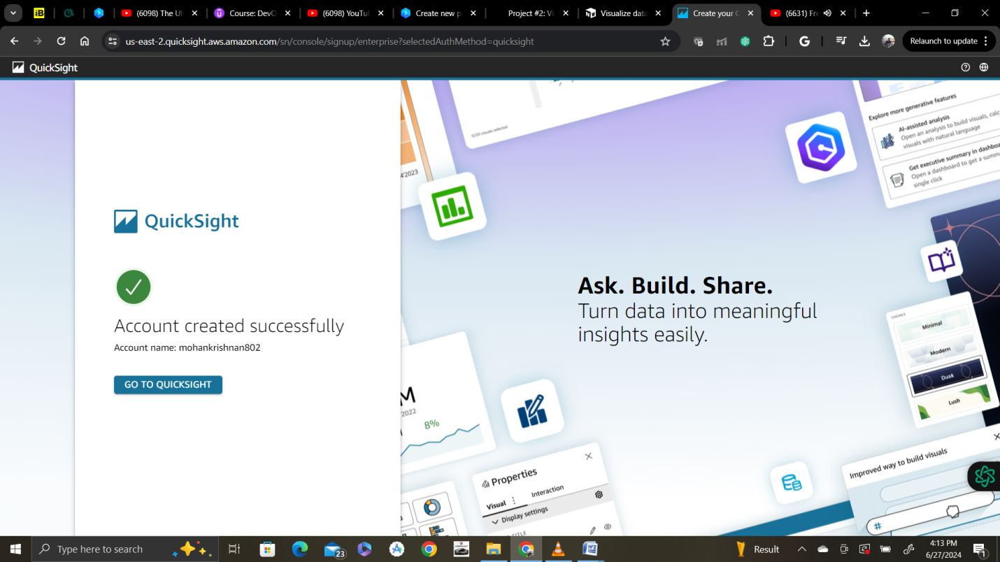 iB
(6098) The Ul
Course: DevO
(6098) YouTu
Create new p
Project #2: Vi
Visualize data
Create your C
(6631) Fre
us-east-2.quicksight.aws.amazon.com/sn/console/signup/enterprise?selectedAuthMethod=quicksight
G
Relaunch to update
QuickSight
0/20 visuals selected
Explore more generative features
AI-assisted analysis
Open an analysis to build visuals, calc
visuals with natural language
Get executive summary in dashboa
Open a dashboard to get a summ
single click
4'2023
QuickSight
Account created successfully
Account name: mohankrishnan802
GO TO QUICKSIGHT
Ask. Build. Share.
Turn data into meaningful
insights easily.
THEMES
Minimal
Modern
Dusk
Lush
M
2022
8%
Properties
Visual
Interaction
Display settings
TITLE
Improved way to build visuals
#
Type here to search
23
Result
4:13 PM
6/27/2024
1